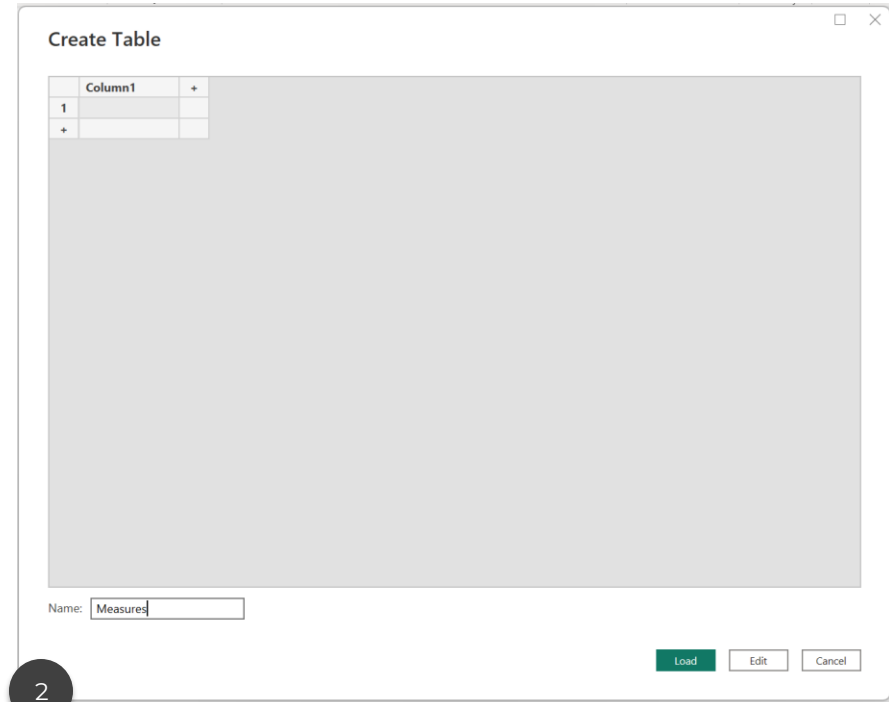 Create Table
Column1 +
1
+
Name: Measures
Load Edit Cancel
2